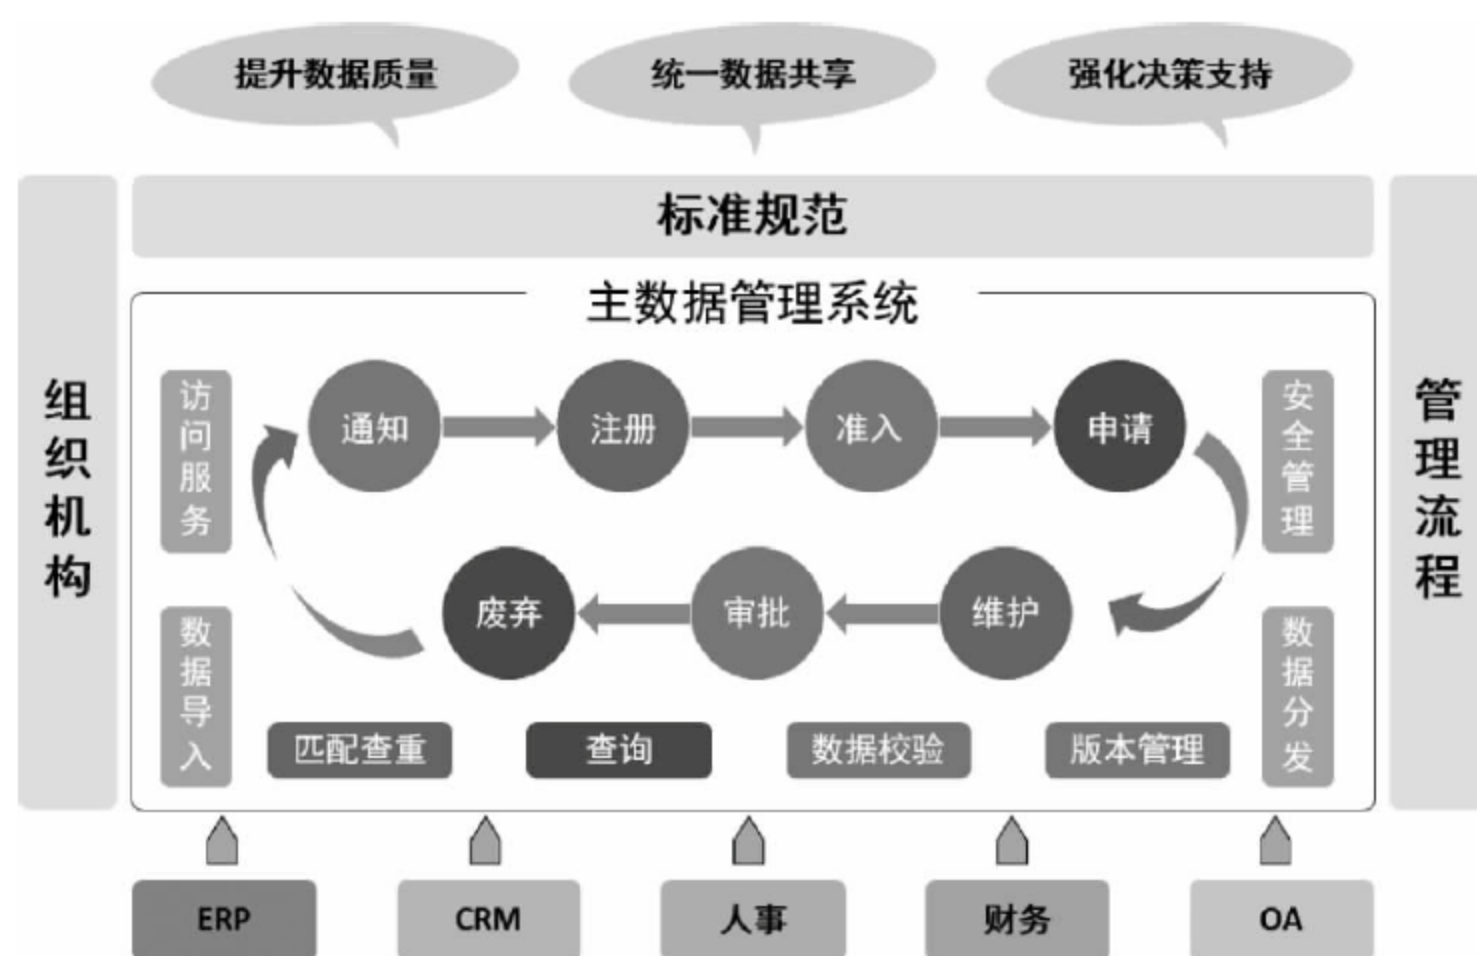 提升数据质量
统一数据共享
强化决策支持
标准规范
组织机构
管理流程
主数据管理系统
访问服务
通知
注册
准入
申请
安全管理
数据导入
废弃
审批
维护
数据分发
匹配查重
查询
数据校验
版本管理
ERP
CRM
人事
财务
OA